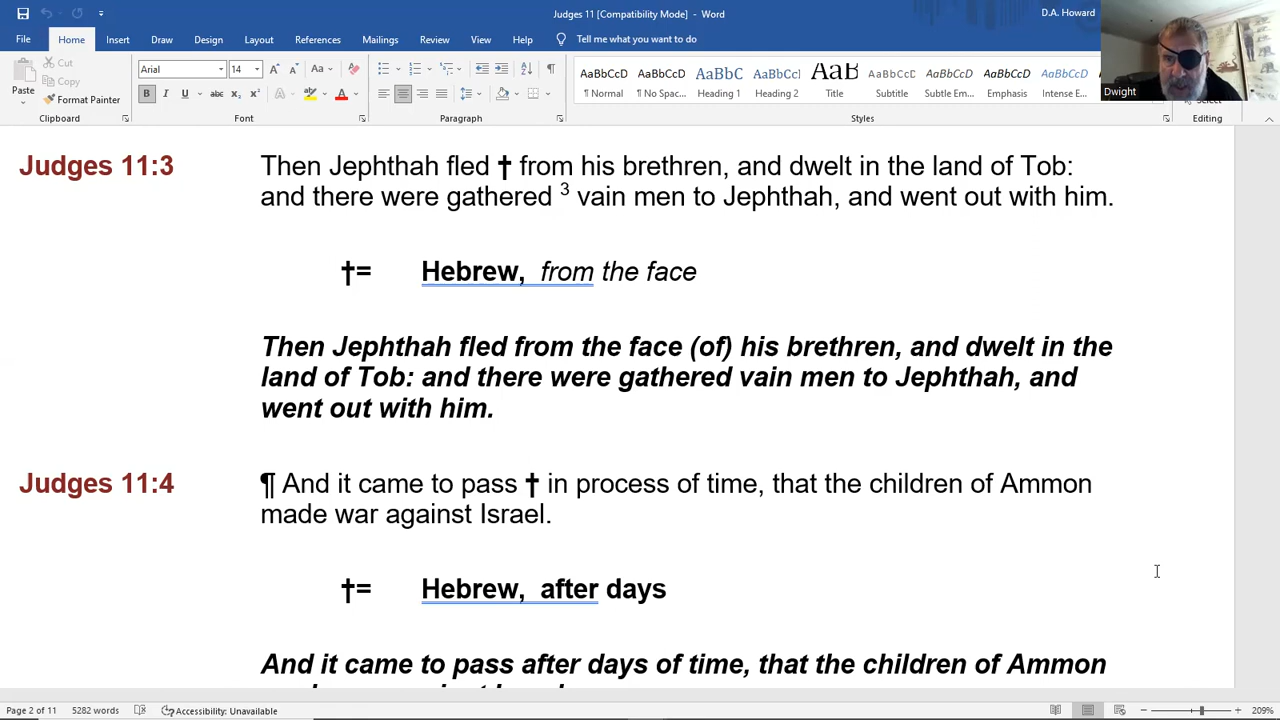 Judges 11 [Compatibility Mode] - Word
D.A. Howard
File Home Insert Draw Design Layout References Mailings Review View Help Tell me what you want to do
Paste
Cut
Copy
Format Painter
Arial 14
AaBbCcD AaBbCcD AaBbC AaBbCcI AaB AaBbCcD AaBbCcD AaBbCcD AaBbCcD
¶ Normal ¶ No Spac... Heading 1 Heading 2 Title Subtitle Subtle Em... Emphasis Intense E...
Dwight
Select
Clipboard Font Paragraph Styles Editing
Judges 11:3 Then Jephthah fled † from his brethren, and dwelt in the land of Tob:
and there were gathered 3 vain men to Jephthah, and went out with him.
†= Hebrew, from the face
Then Jephthah fled from the face (of) his brethren, and dwelt in the
land of Tob: and there were gathered vain men to Jephthah, and
went out with him.
Judges 11:4 ¶ And it came to pass † in process of time, that the children of Ammon
made war against Israel.
†= Hebrew, after days
And it came to pass after days of time, that the children of Ammon
Page 2 of 11 5282 words Accessibility: Unavailable 209%